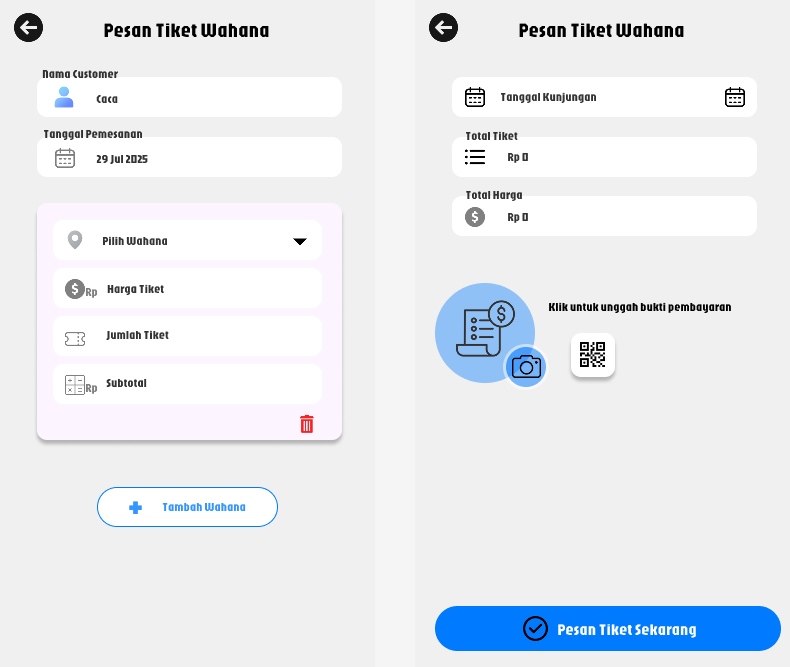 Pesan Tiket Wahana
Nama Customer
Caca
Tanggal Pemesanan
29 Jul 2025
Pilih Wahana
Rp Harga Tiket
Jumlah Tiket
Rp Subtotal
Tambah Wahana
Pesan Tiket Wahana
Tanggal Kunjungan
Total Tiket
Rp 0
Total Harga
$ Rp 0
Klik untuk unggah bukti pembayaran
Pesan Tiket Sekarang